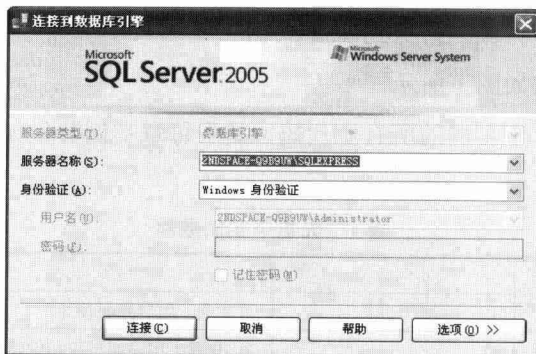 连接到数据库引擎
Microsoft
SQL Server 2005
Microsoft
Windows Server System
服务器类型(T):
数据库引擎
服务器名称(S):
2NDSPACE-Q9B9UW\SQLEXPRESS
身份验证(A):
Windows 身份验证
用户名(U):
2NDSPACE-Q9B9UW\Administrator
密码(P):
记住密码(M)
连接(C)
取消
帮助
选项(O) >>